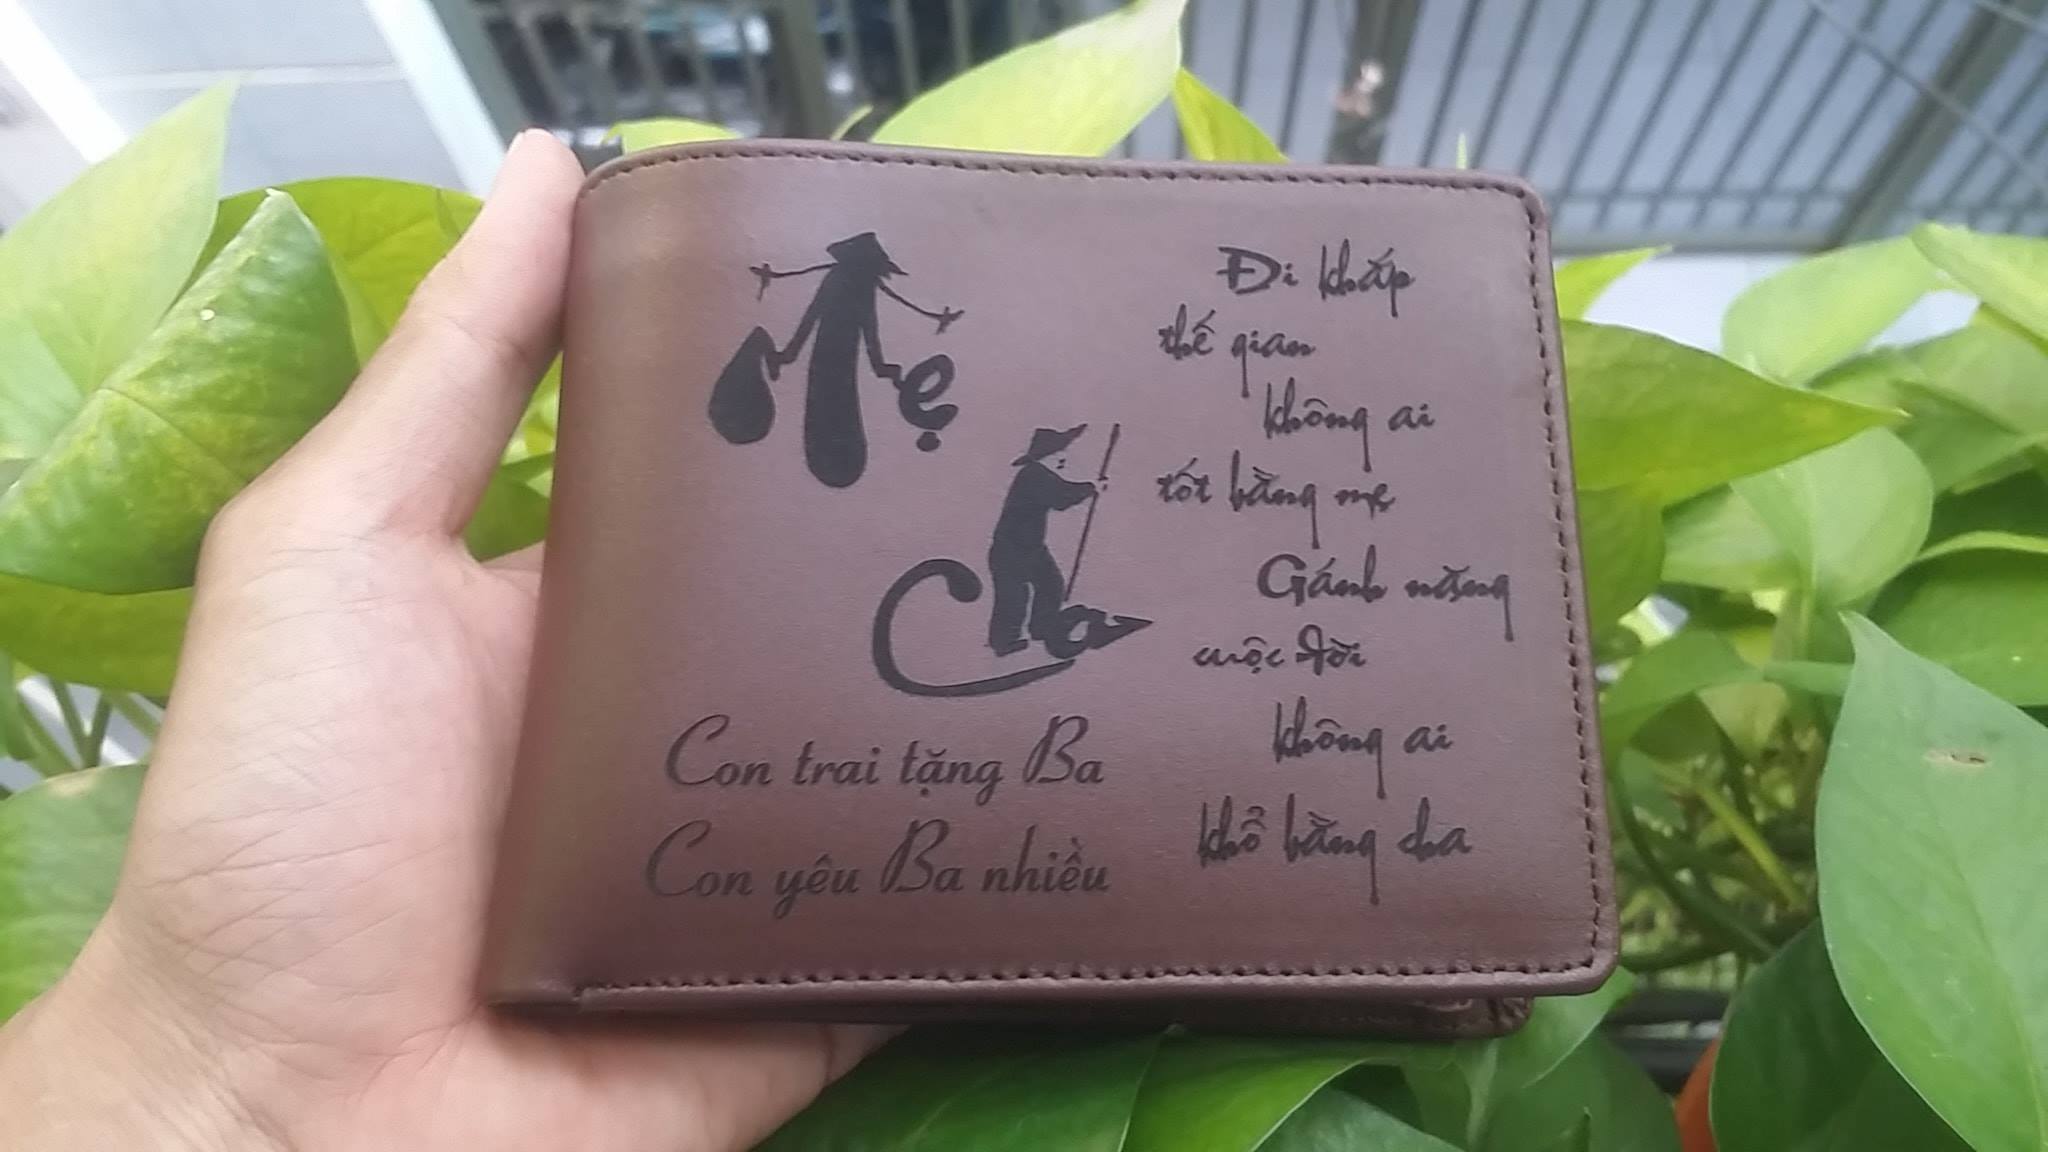 Mẹ
Cha
Con trai tặng Ba
Con yêu Ba nhiều
Đi khắp
thế gian
không ai
tốt bằng mẹ
Gánh nặng
cuộc đời
không ai
khổ bằng cha